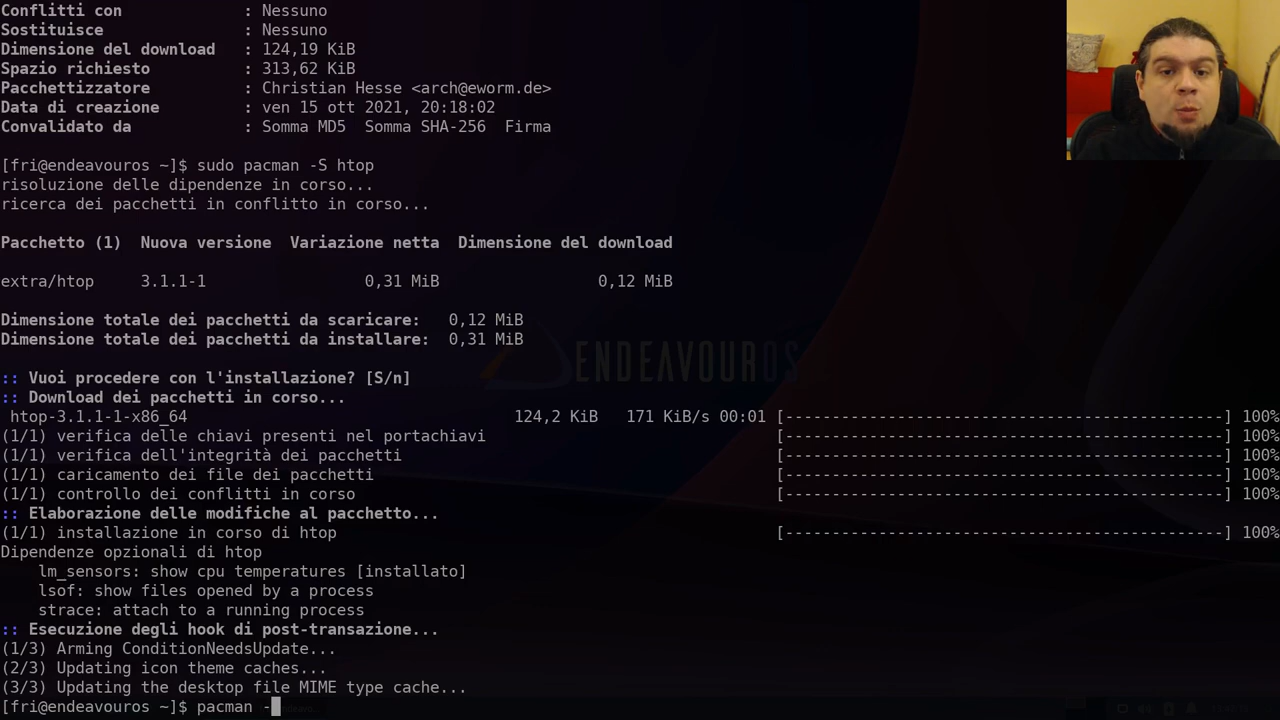 Conflitti con             : Nessuno
Sostituisce               : Nessuno
Dimensione del download   : 124,19 KiB
Spazio richiesto          : 313,62 KiB
Pacchettizzatore          : Christian Hesse <arch@eworm.de>
Data di creazione         : ven 15 ott 2021, 20:18:02
Convalidato da            : Somma MD5  Somma SHA-256  Firma
[fri@endeavouros ~]$ sudo pacman -S htop
risoluzione delle dipendenze in corso...
ricerca dei pacchetti in conflitto in corso...
Pacchetto (1)  Nuova versione  Variazione netta  Dimensione del download
extra/htop     3.1.1-1                 0,31 MiB                 0,12 MiB
Dimensione totale dei pacchetti da scaricare:   0,12 MiB
Dimensione totale dei pacchetti da installare:  0,31 MiB
ENDEAVOUROS
:: Vuoi procedere con l'installazione? [S/n]
:: Download dei pacchetti in corso...
htop-3.1.1-1-x86_64                                   124,2 KiB   171 KiB/s 00:01 [-----------------------------------------------] 100%
(1/1) verifica delle chiavi presenti nel portachiavi                               [-----------------------------------------------] 100%
(1/1) verifica dell'integrità dei pacchetti                                        [-----------------------------------------------] 100%
(1/1) caricamento dei file dei pacchetti                                           [-----------------------------------------------] 100%
(1/1) controllo dei conflitti in corso                                             [-----------------------------------------------] 100%
:: Elaborazione delle modifiche al pacchetto...
(1/1) installazione in corso di htop                                               [-----------------------------------------------] 100%
Dipendenze opzionali di htop
    lm_sensors: show cpu temperatures [installato]
    lsof: show files opened by a process
    strace: attach to a running process
:: Esecuzione degli hook di post-transazione...
(1/3) Arming ConditionNeedsUpdate...
(2/3) Updating icon theme caches...
(3/3) Updating the desktop file MIME type cache...
[fri@endeavouros ~]$ pacman -